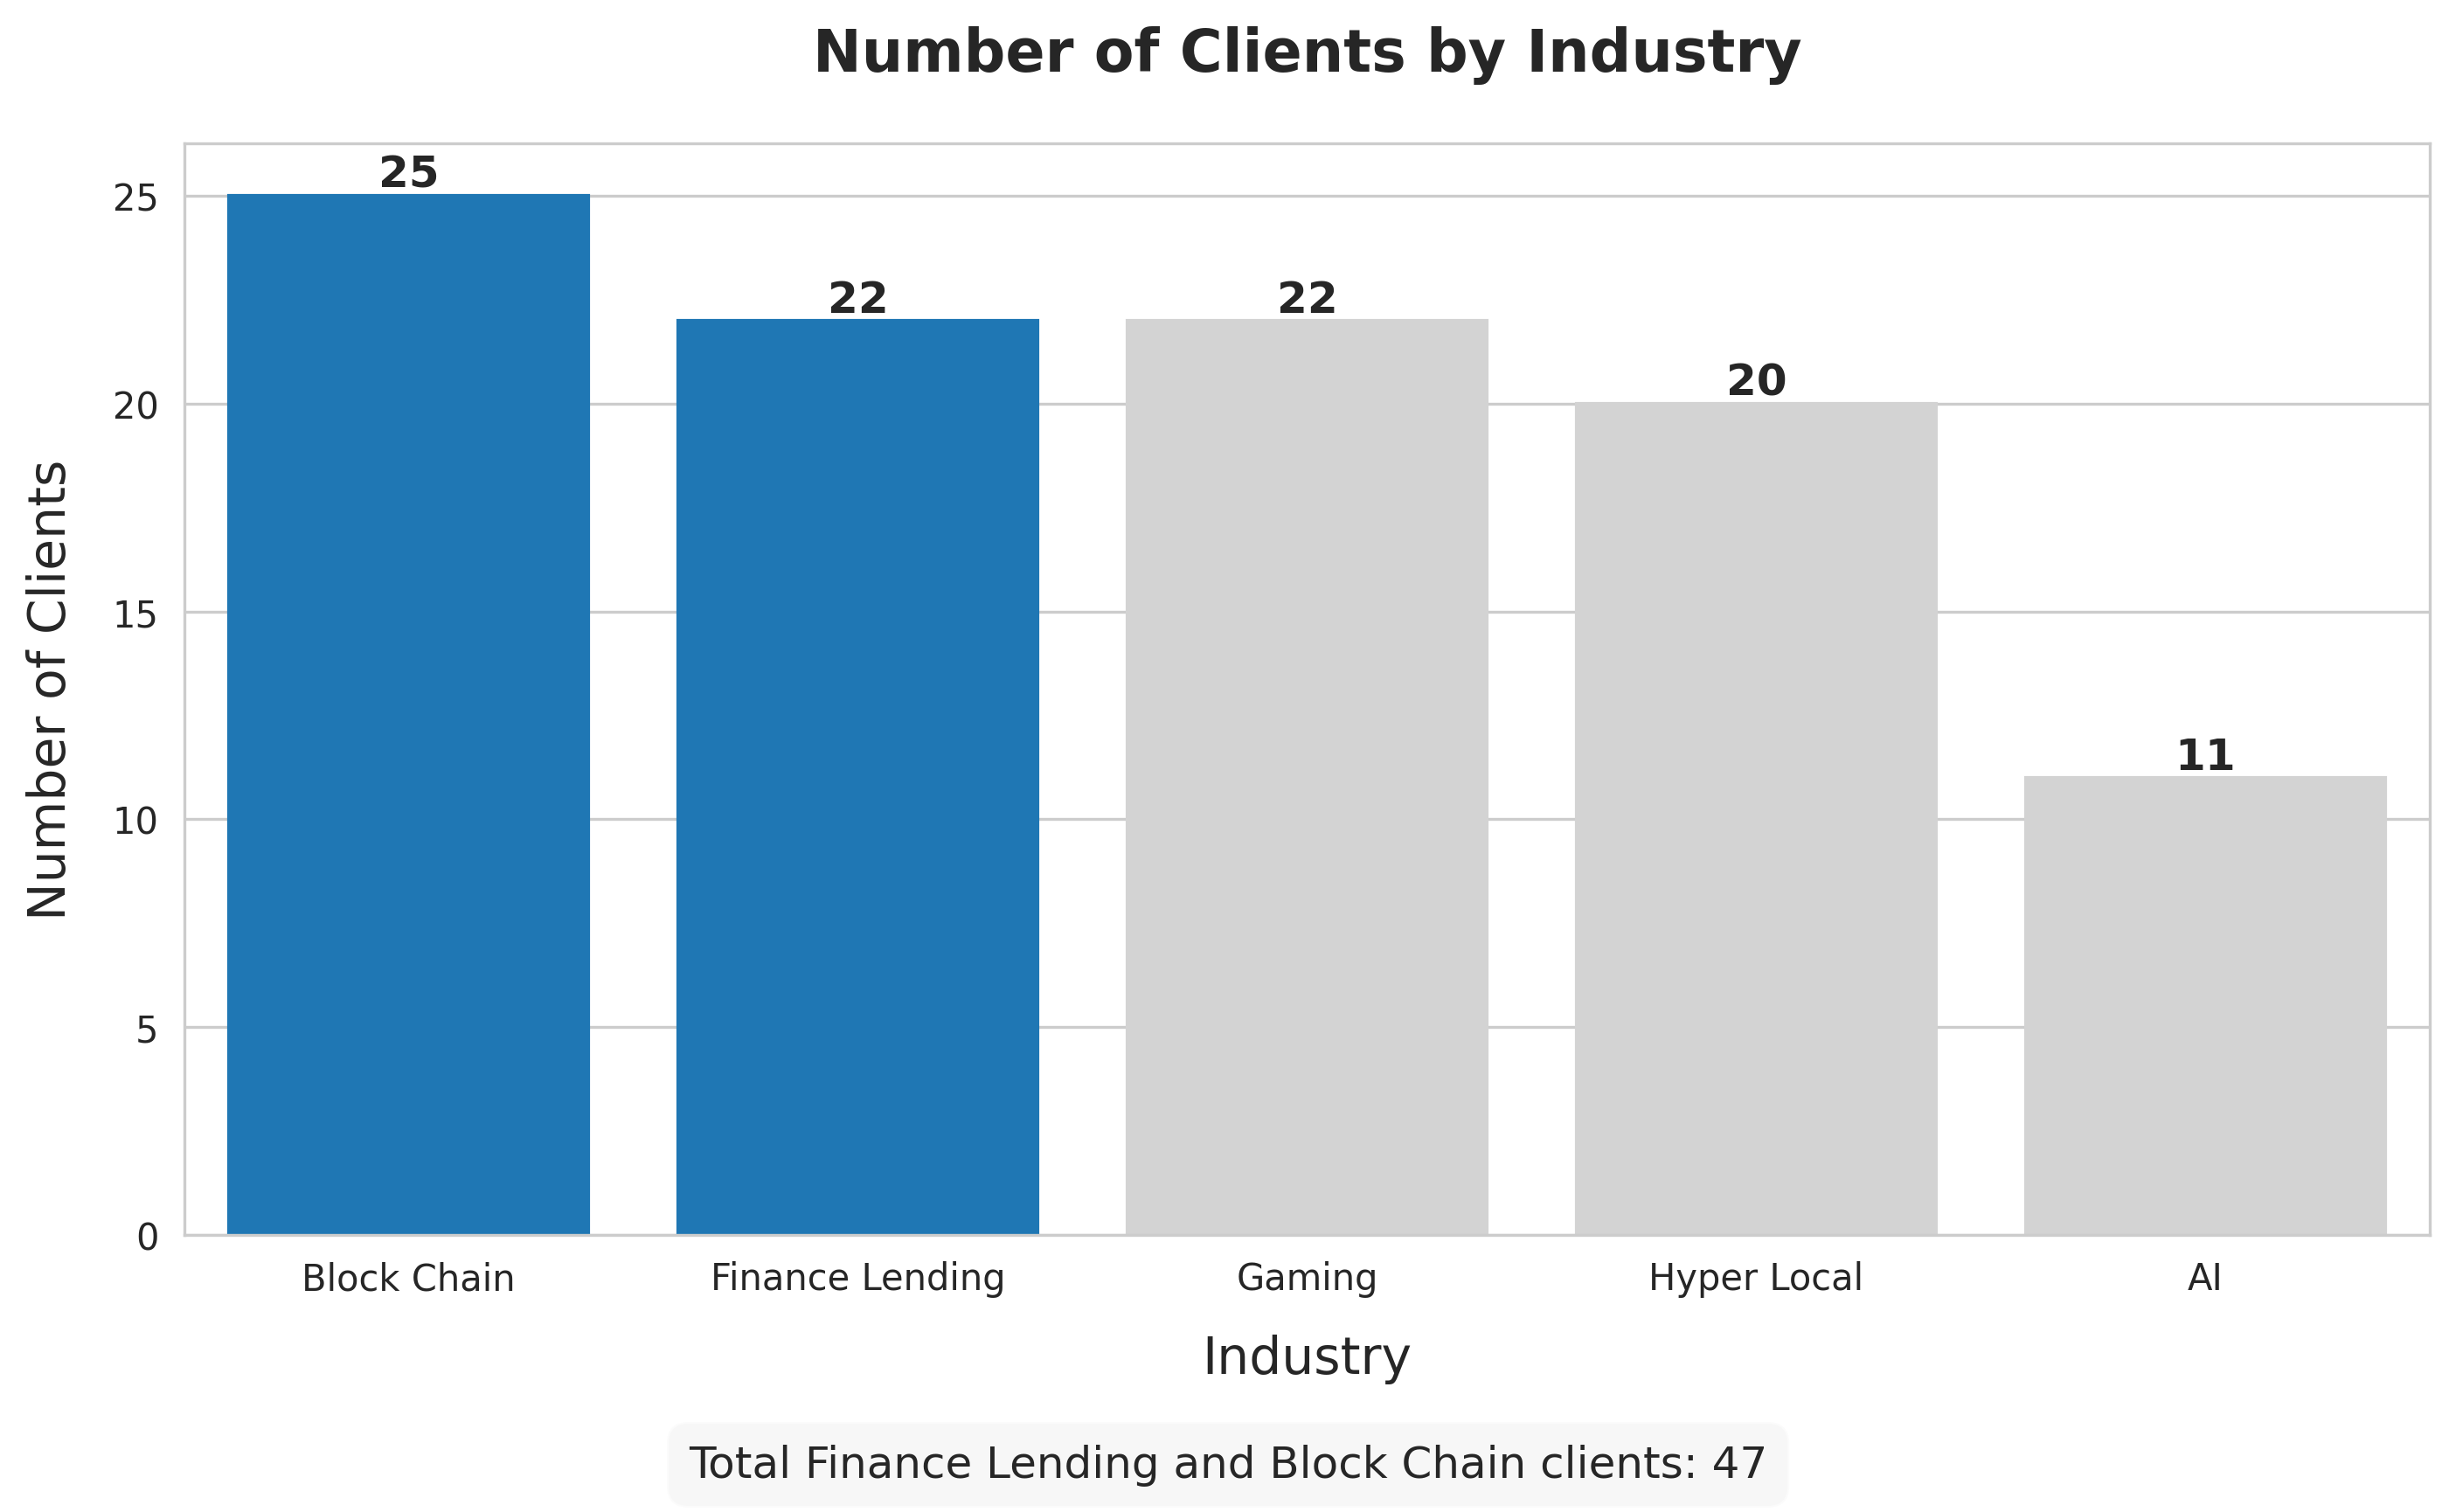 Number of Clients by Industry
25
22
22
20
11
25
20
15
10
5
0
Number of Clients
Block Chain
Finance Lending
Gaming
Hyper Local
AI
Industry
Total Finance Lending and Block Chain clients: 47